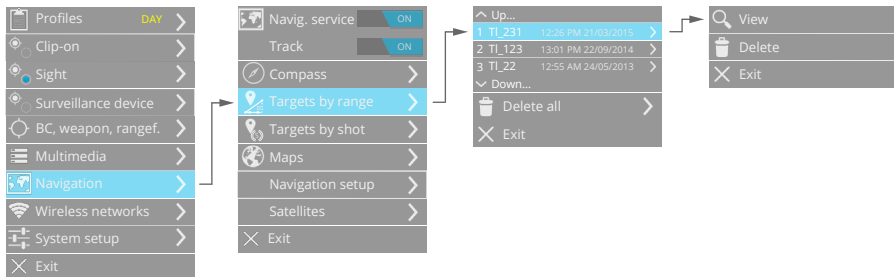 Profiles DAY
Clip-on
Sight
Surveillance device
BC, weapon, rangef.
Multimedia
Navigation
Wireless networks
System setup
Exit
Navig. service ON
Track ON
Compass
Targets by range
Targets by shot
Maps
Navigation setup
Satellites
Exit
Up...
1 TI_231 12:26 PM 21/03/2015
2 TI_123 13:01 PM 22/09/2014
3 TI_22 12:55 AM 24/05/2013
Down...
Delete all
Exit
View
Delete
Exit